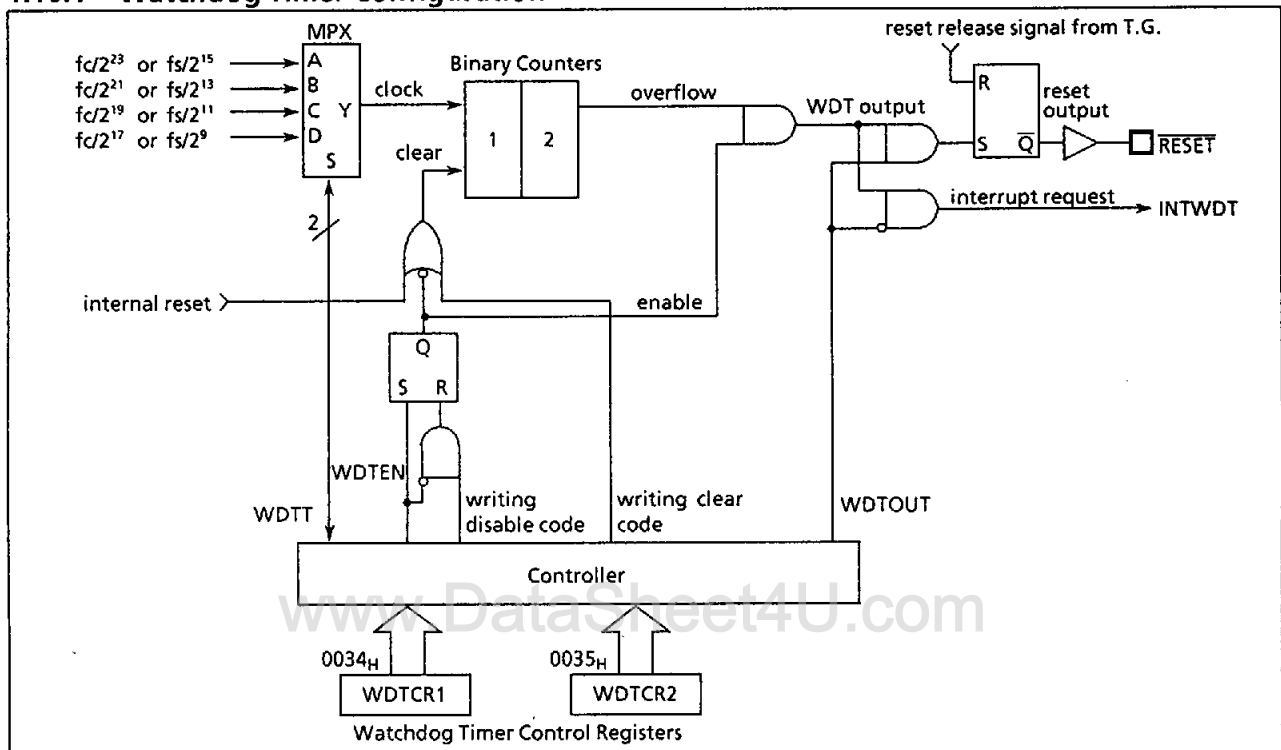 Watchdog Timer Configuration
MPX
reset release signal from T.G.
fc/2²³ or fs/2¹⁵
fc/2²¹ or fs/2¹³
fc/2¹⁹ or fs/2¹¹
fc/2¹⁷ or fs/2⁹
A
B
C
D
Y
S
clock
clear
Binary Counters
1
2
overflow
WDT output
R
S
Q̅
reset
output
R̅E̅S̅E̅T̅
interrupt request
INTWDT
2
internal reset
enable
Q
S R
WDTEN
WDTT
writing
disable code
writing clear
code
WDTOUT
Controller
www.DataSheet4U.com
0034H
0035H
WDTCR1
WDTCR2
Watchdog Timer Control Registers